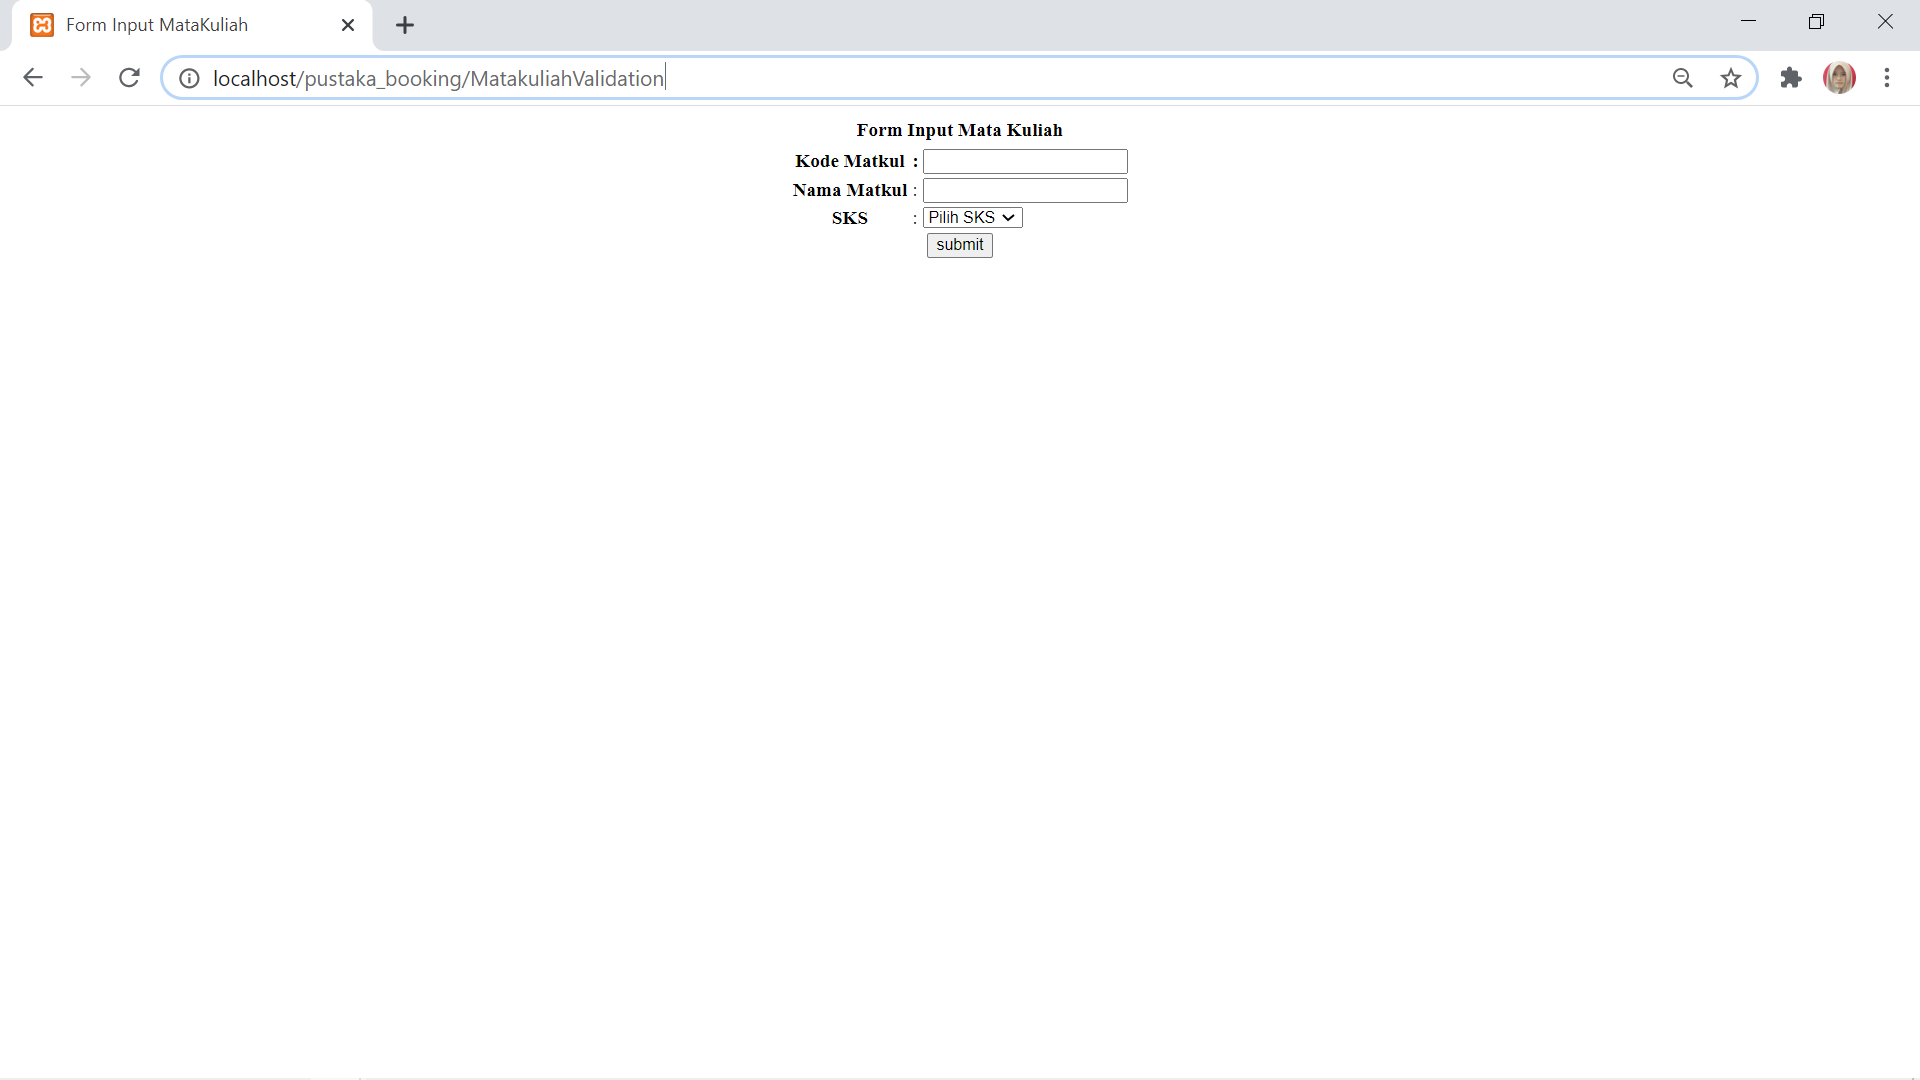 Form Input MataKuliah
localhost/pustaka_booking/MatakuliahValidation
Form Input Mata Kuliah
Kode Matkul :
Nama Matkul :
SKS : Pilih SKS
submit